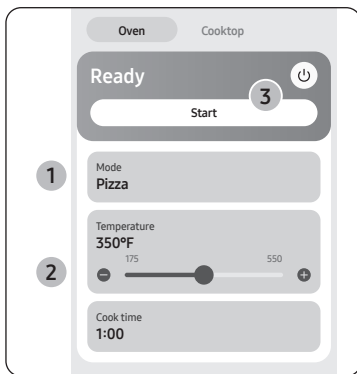 Oven Cooktop
Ready
3
Start
1
Mode
Pizza
Temperature
350°F
175 550
2
Cook time
1:00